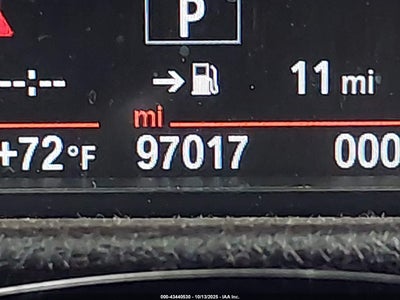 P
--:-- → 11 mi
mi
+72°F 97017 000
000-43440530 - 10/13/2025 - IAA Inc.